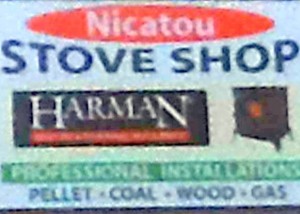 Nicatou
STOVE SHOP
HARMAN
PROFESSIONAL INSTALLATIONS
PELLET - COAL - WOOD - GAS